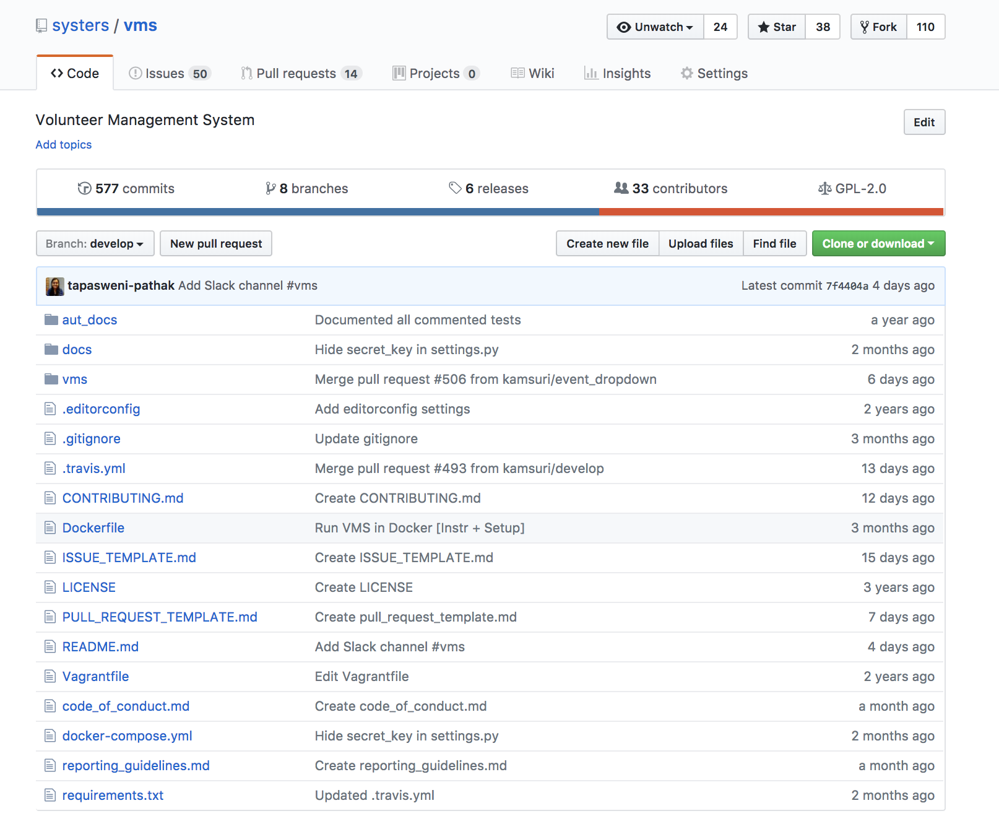 systers / vms Unwatch 24 Star 38 Fork 110
Code Issues 50 Pull requests 14 Projects 0 Wiki Insights Settings
Volunteer Management System Edit
Add topics
577 commits 8 branches 6 releases 33 contributors GPL-2.0
Branch: develop New pull request Create new file Upload files Find file Clone or download
tapasweni-pathak Add Slack channel #vms Latest commit 7f4404a 4 days ago
aut_docs Documented all commented tests a year ago
docs Hide secret_key in settings.py 2 months ago
vms Merge pull request #506 from kamsuri/event_dropdown 6 days ago
.editorconfig Add editorconfig settings 2 years ago
.gitignore Update gitignore 3 months ago
.travis.yml Merge pull request #493 from kamsuri/develop 13 days ago
CONTRIBUTING.md Create CONTRIBUTING.md 12 days ago
Dockerfile Run VMS in Docker [Instr + Setup] 3 months ago
ISSUE_TEMPLATE.md Create ISSUE_TEMPLATE.md 15 days ago
LICENSE Create LICENSE 3 years ago
PULL_REQUEST_TEMPLATE.md Create pull_request_template.md 7 days ago
README.md Add Slack channel #vms 4 days ago
Vagrantfile Edit Vagrantfile 2 years ago
code_of_conduct.md Create code_of_conduct.md a month ago
docker-compose.yml Hide secret_key in settings.py 2 months ago
reporting_guidelines.md Create reporting_guidelines.md a month ago
requirements.txt Updated .travis.yml 2 months ago